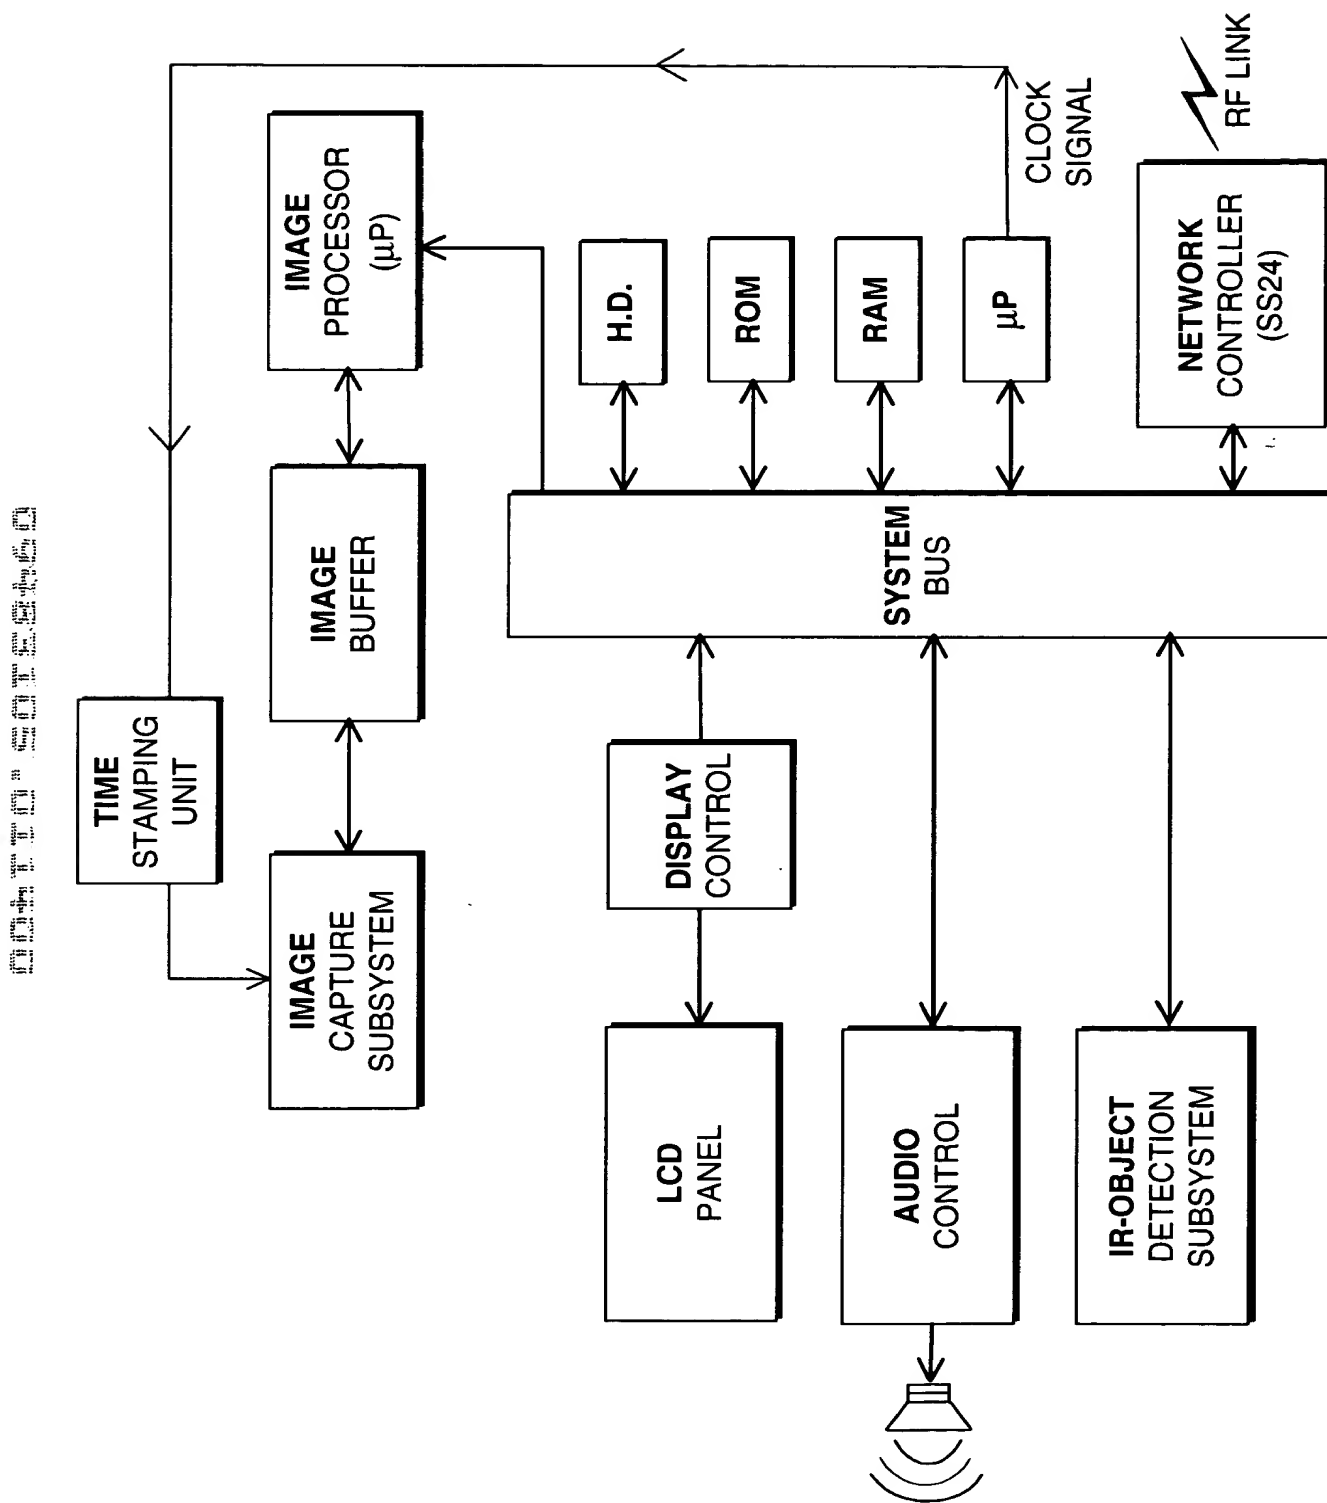 TIME
STAMPING
UNIT
IMAGE
CAPTURE
SUBSYSTEM
IMAGE
BUFFER
IMAGE
PROCESSOR
(μP)
LCD
PANEL
DISPLAY
CONTROL
H.D.
ROM
RAM
μP
CLOCK
SIGNAL
SYSTEM
BUS
AUDIO
CONTROL
IR-OBJECT
DETECTION
SUBSYSTEM
NETWORK
CONTROLLER
(SS24)
RF LINK